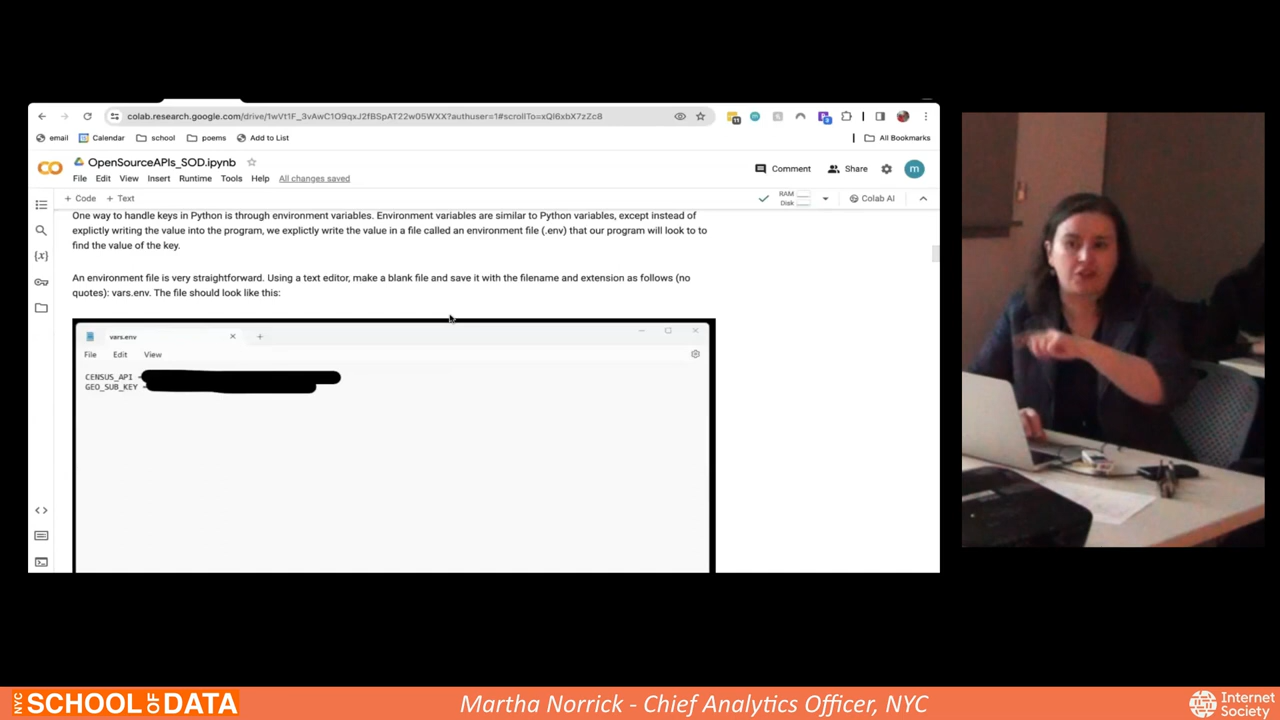 colab.research.google.com/drive/1wVt1F_3vAwC1O9qxJ2fBSpAT22w05WXX?authuser=1#scrollTo=xQI6xbX7zZc8
email
Calendar
school
poems
Add to List
All Bookmarks
OpenSourceAPIs_SOD.ipynb
File Edit View Insert Runtime Tools Help All changes saved
Comment
Share
m
+ Code + Text
RAM
Disk
Colab AI
One way to handle keys in Python is through environment variables. Environment variables are similar to Python variables, except instead of
explicitly writing the value into the program, we explicitly write the value in a file called an environment file (.env) that our program will look to to
find the value of the key.
An environment file is very straightforward. Using a text editor, make a blank file and save it with the filename and extension as follows (no
quotes): vars.env. The file should look like this:
vars.env
File Edit View
CENSUS_API
GEO_SUB_KEY
NYC SCHOOL OF DATA
Martha Norrick - Chief Analytics Officer, NYC
Internet
Society